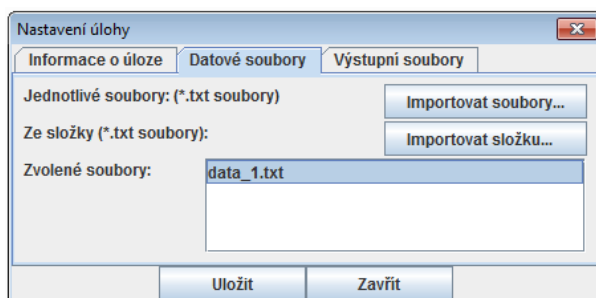 Nastavení úlohy
Informace o úloze
Datové soubory
Výstupní soubory
Jednotlivé soubory: (*.txt soubory)
Importovat soubory...
Ze složky (*.txt soubory):
Importovat složku...
Zvolené soubory:
data_1.txt
Uložit
Zavřít